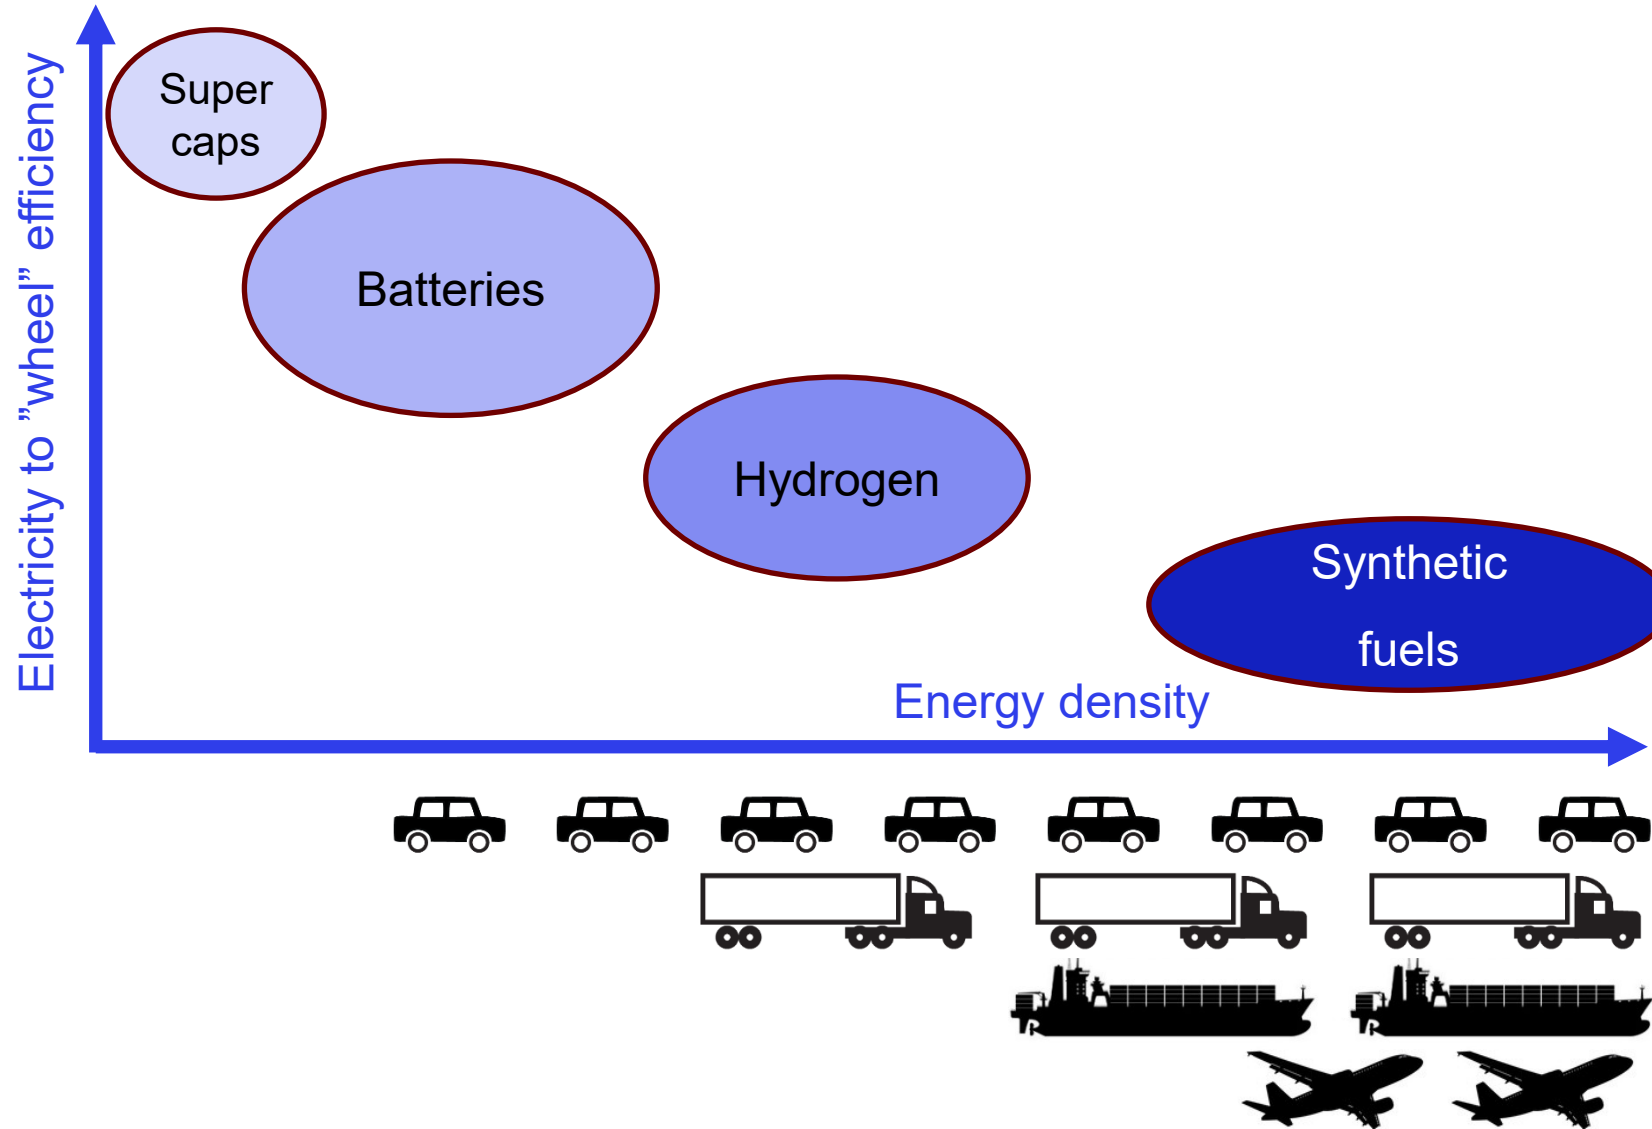 Electricity to ”wheel” efficiency
Super
caps
Batteries
Hydrogen
Synthetic
fuels
Energy density